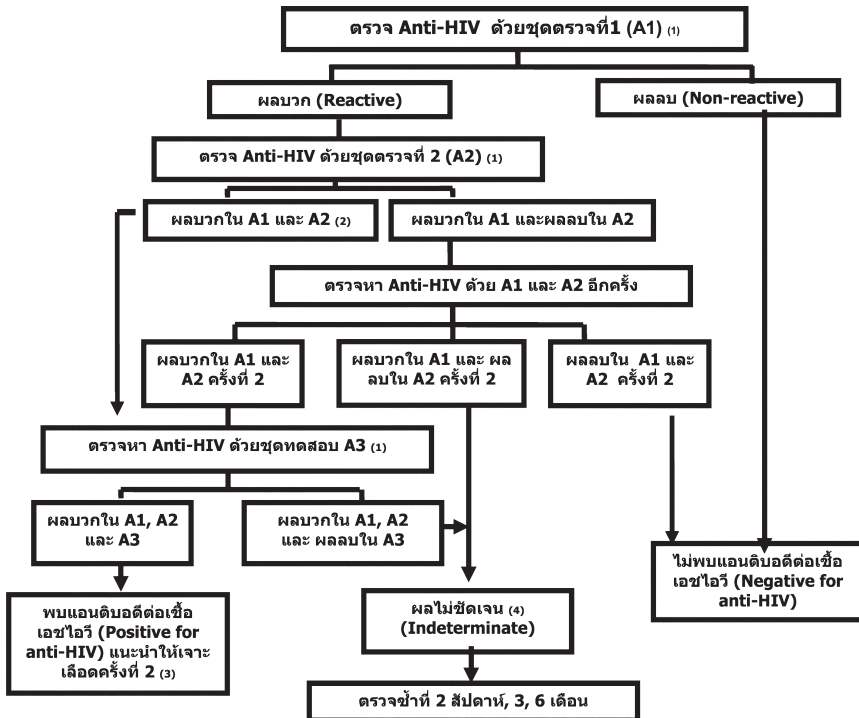 ตรวจ Anti-HIV ด้วยชุดตรวจที่1 (A1) (1)
ผลบวก (Reactive)
ผลลบ (Non-reactive)
ตรวจ Anti-HIV ด้วยชุดตรวจที่ 2 (A2) (1)
ผลบวกใน A1 และ A2 (2)
ผลบวกใน A1 และผลลบใน A2
ตรวจหา Anti-HIV ด้วย A1 และ A2 อีกครั้ง
ผลบวกใน A1 และ
A2 ครั้งที่ 2
ผลบวกใน A1 และ ผล
ลบใน A2 ครั้งที่ 2
ผลลบใน A1 และ
A2 ครั้งที่ 2
ตรวจหา Anti-HIV ด้วยชุดทดสอบ A3 (1)
ผลบวกใน A1, A2
และ A3
ผลบวกใน A1, A2
และ ผลลบใน A3
ไม่พบแอนติบอดีต่อเชื้อ
เอชไอวี (Negative for
anti-HIV)
พบแอนติบอดีต่อเชื้อ
เอชไอวี (Positive for
anti-HIV) แนะนำให้เจาะ
เลือดครั้งที่ 2 (3)
ผลไม่ชัดเจน (4)
(Indeterminate)
ตรวจซ้ำที่ 2 สัปดาห์, 3, 6 เดือน